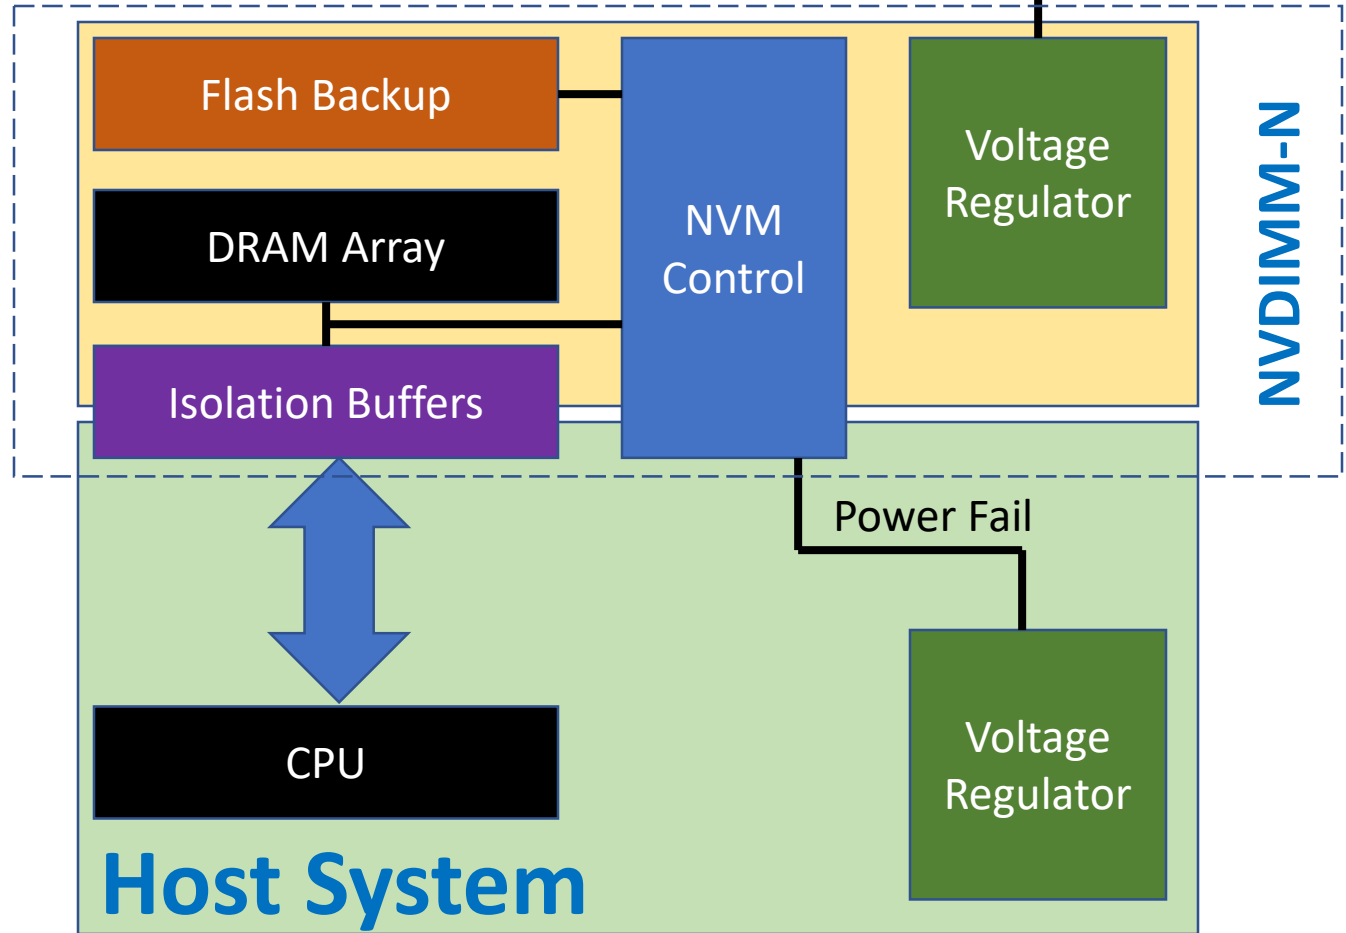 Flash Backup
DRAM Array
Isolation Buffers
NVM
Control
Voltage
Regulator
NVDIMM-N
Power Fail
CPU
Voltage
Regulator
Host System